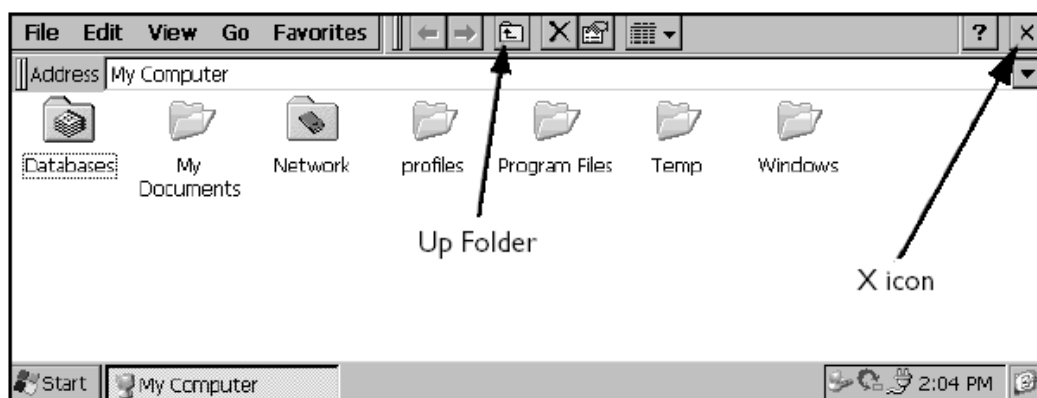 File Edit View Go Favorites ? ×
Address My Computer
Databases My Documents Network profiles Program Files Temp Windows
Up Folder
X icon
Start My Computer 2:04 PM